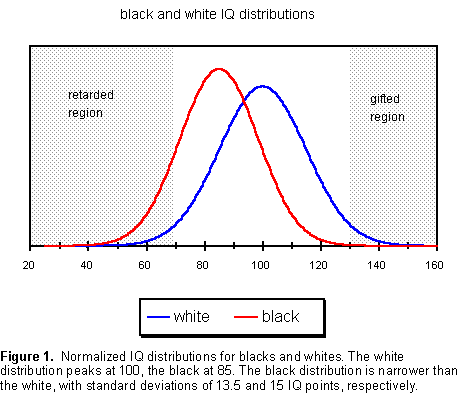 black and white IQ distributions
retarded
region
gifted
region
20 40 60 80 100 120 140 160
white black
Figure 1. Normalized IQ distributions for blacks and whites. The white
distribution peaks at 100, the black at 85. The black distribution is narrower than
the white, with standard deviations of 13.5 and 15 IQ points, respectively.